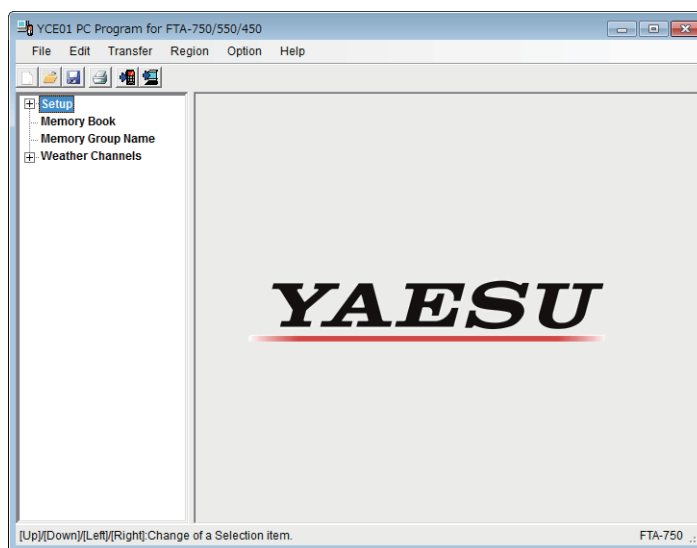 YCE01 PC Program for FTA-750/550/450
File Edit Transfer Region Option Help
Setup
Memory Book
Memory Group Name
Weather Channels
YAESU
[Up]/[Down]/[Left]/[Right]:Change of a Selection item. FTA-750